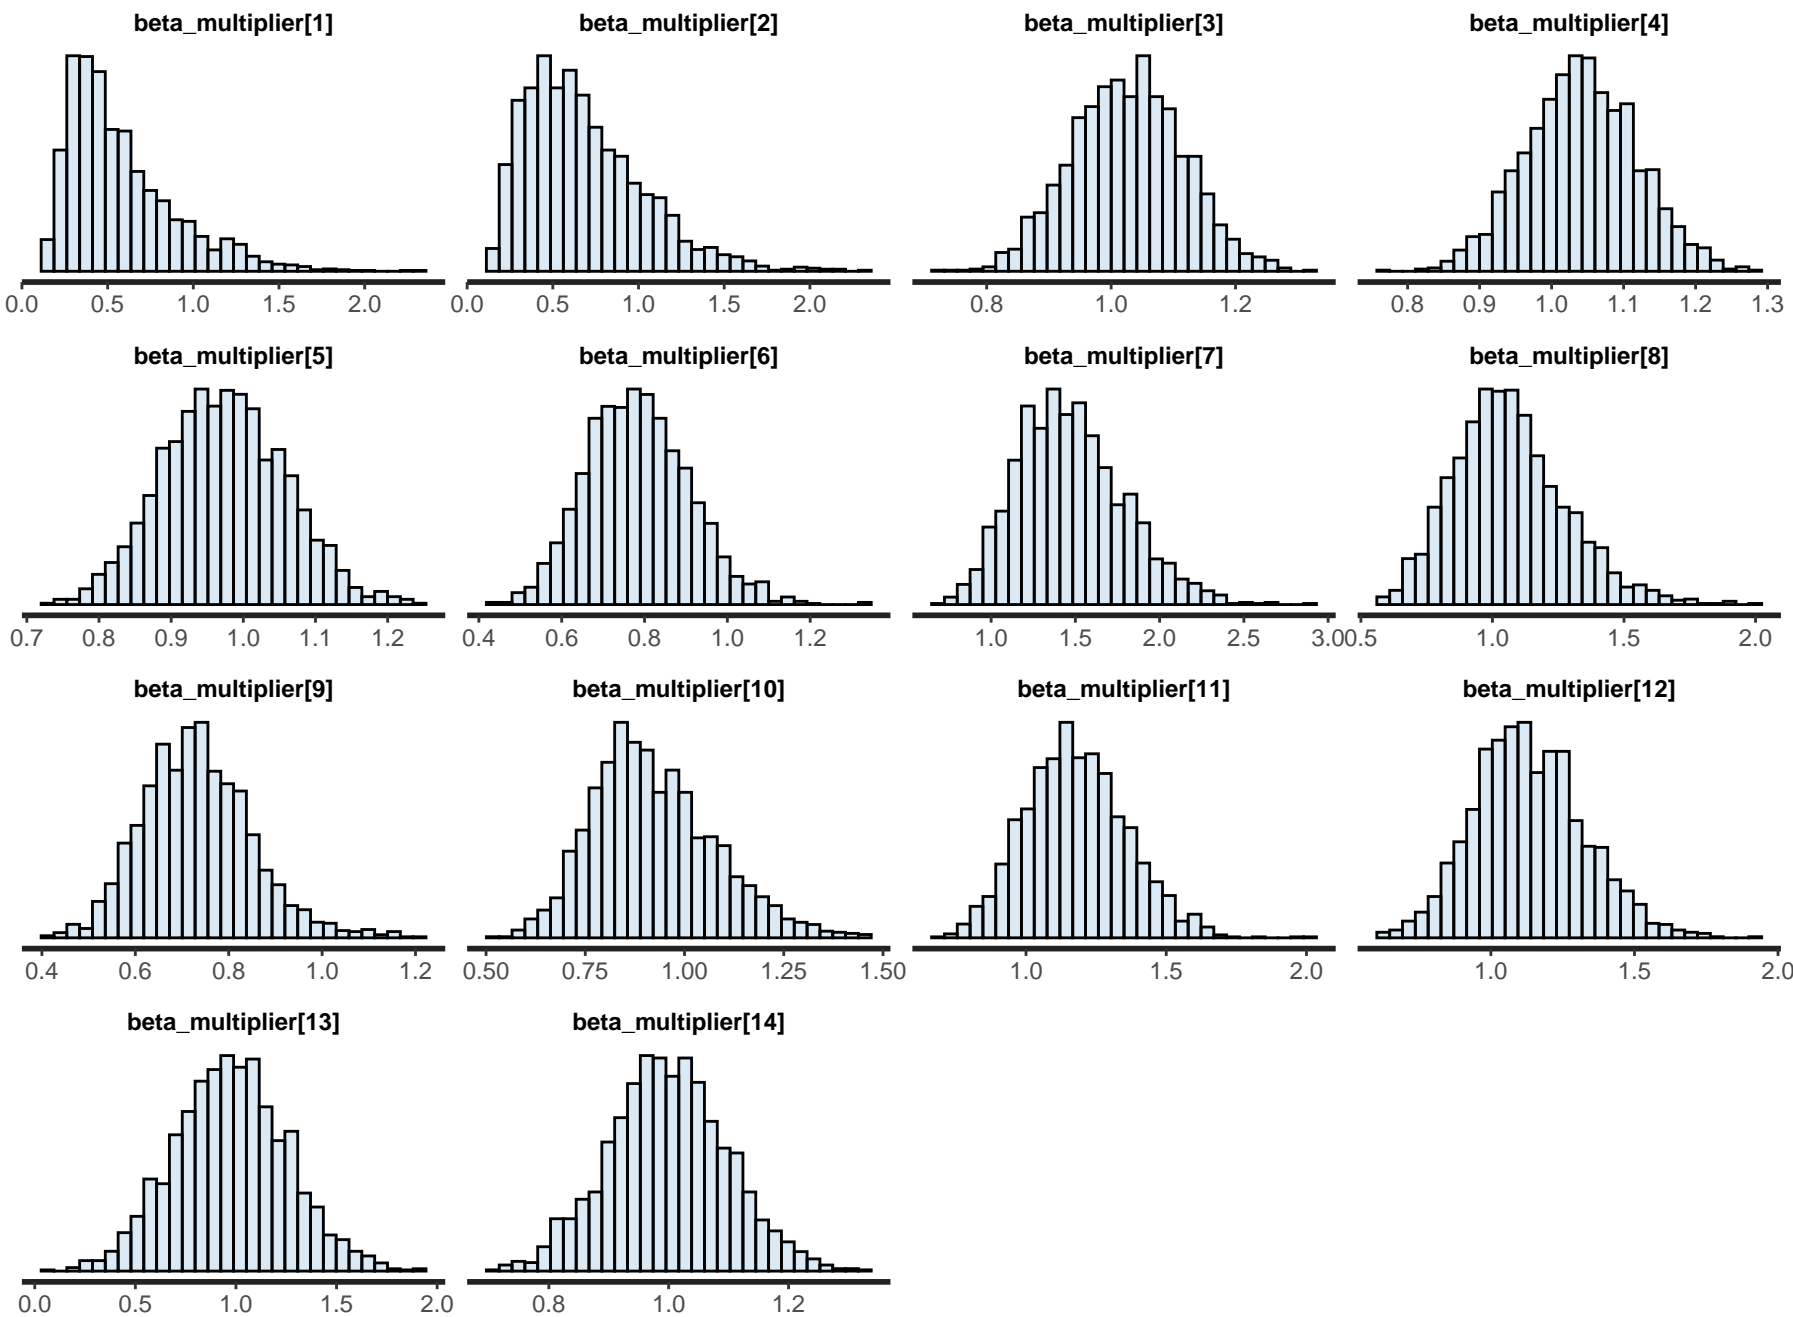 beta_multiplier[1] beta_multiplier[2] beta_multiplier[3] beta_multiplier[4]
0.0 0.5 1.0 1.5 2.0 0.0 0.5 1.0 1.5 2.0 0.8 1.0 1.2 0.8 0.9 1.0 1.1 1.2 1.3
beta_multiplier[5] beta_multiplier[6] beta_multiplier[7] beta_multiplier[8]
0.7 0.8 0.9 1.0 1.1 1.2 0.4 0.6 0.8 1.0 1.2 1.0 1.5 2.0 2.5 3.0 0.5 1.0 1.5 2.0
beta_multiplier[9] beta_multiplier[10] beta_multiplier[11] beta_multiplier[12]
0.4 0.6 0.8 1.0 1.2 0.50 0.75 1.00 1.25 1.50 1.0 1.5 2.0 1.0 1.5 2.0
beta_multiplier[13] beta_multiplier[14]
0.0 0.5 1.0 1.5 2.0 0.8 1.0 1.2